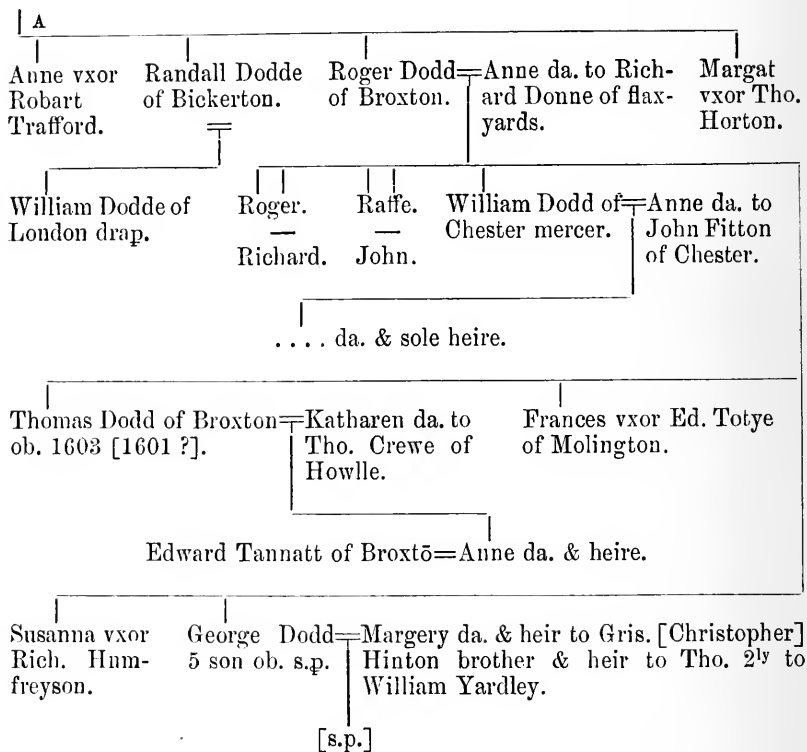 A
Anne vxor Randall Dodde Roger Dodd=Anne da. to Rich- Margat
Robart of Bickerton. of Broxton. ard Donne of flax- vxor Tho.
Trafford. yards. Horton.
William Dodde of Roger. Raffe. William Dodd of=Anne da. to
London drap. — — Chester mercer. John Fitton
Richard. John. of Chester.
. . . . da. & sole heire.
Thomas Dodd of Broxton=Katharen da. to Frances vxor Ed. Totye
ob. 1603 [1601 ?]. Tho. Crewe of of Molington.
Howlle.
Edward Tannatt of Broxtō=Anne da. & heire.
Susanna vxor George Dodd=Margery da. & heir to Gris. [Christopher]
Rich. Hum- 5 son ob. s.p. Hinton brother & heir to Tho. 2ly to
freyson. William Yardley.
[s.p.]